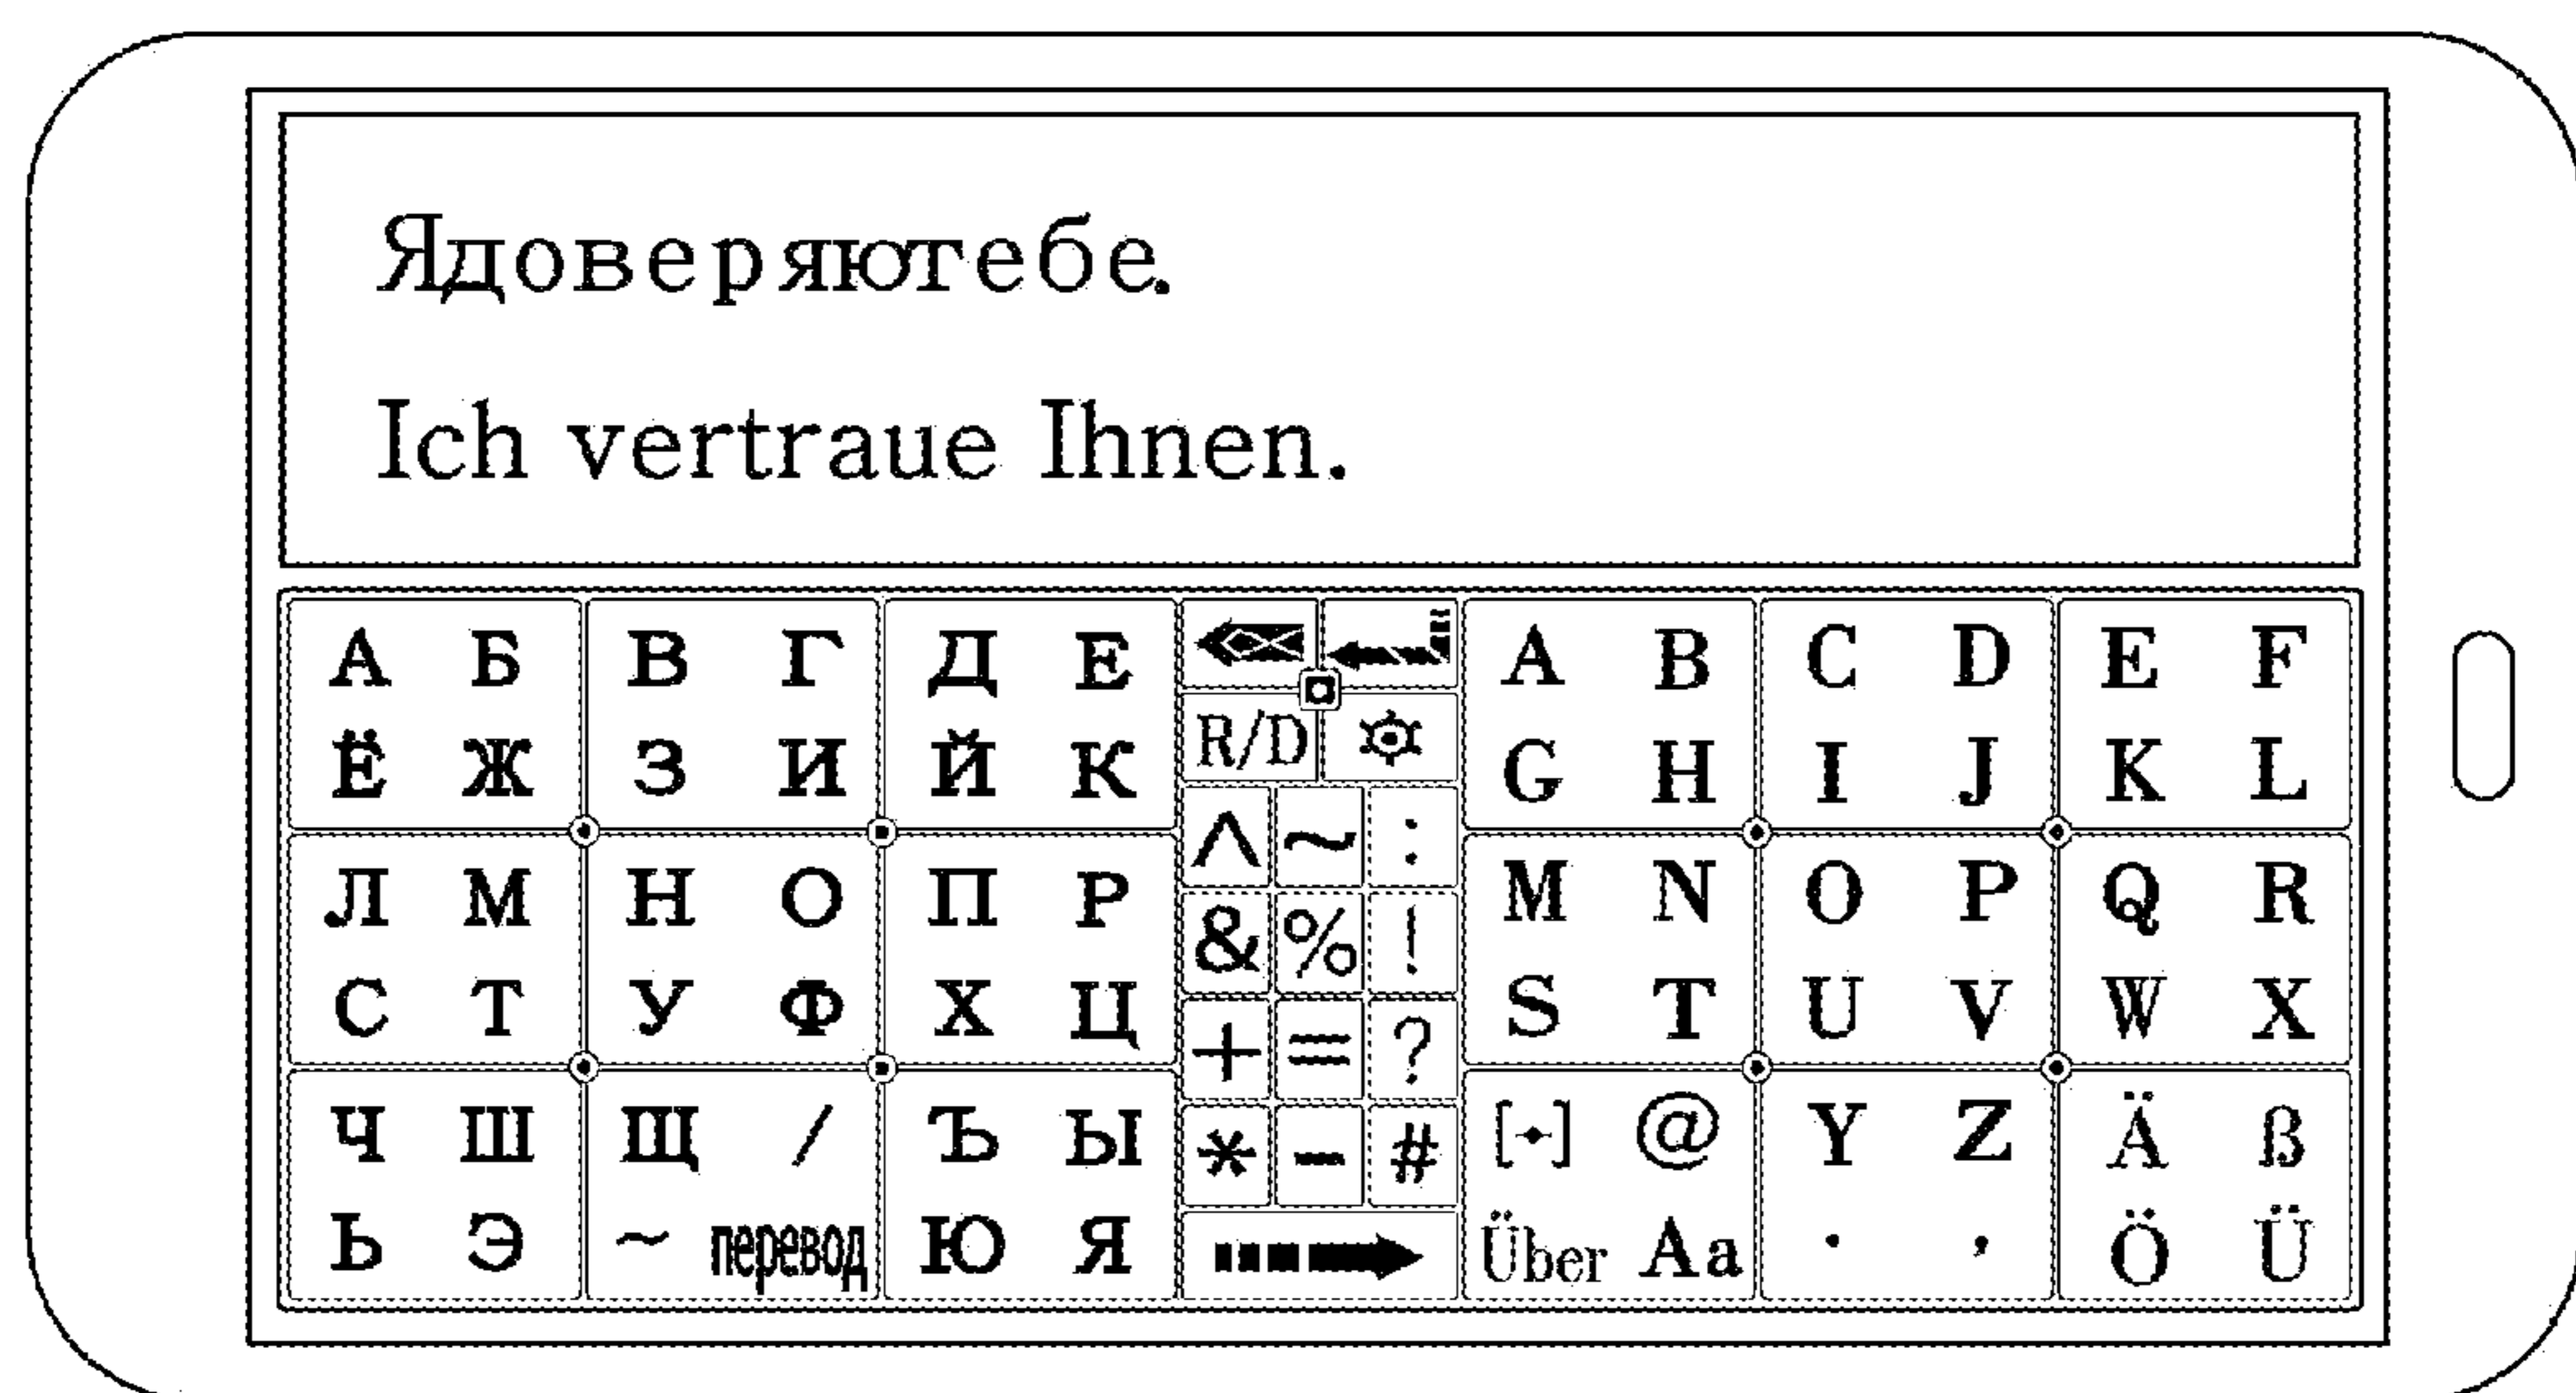 Ядоверяютебе.
Ich vertraue Ihnen.
А Б В Г Д Е A B C D E F
R/D
Ё Ж З И Й К G H I J K L
^ ~ :
Л М Н О П Р & % ! M N O P Q R
С Т У Ф Х Ц + = ? S T U V W X
Ч Ш Щ / Ъ Ы * - # [·] @ Y Z Ä ß
Ь Э ~ перевод Ю Я Über Aa . , Ö Ü